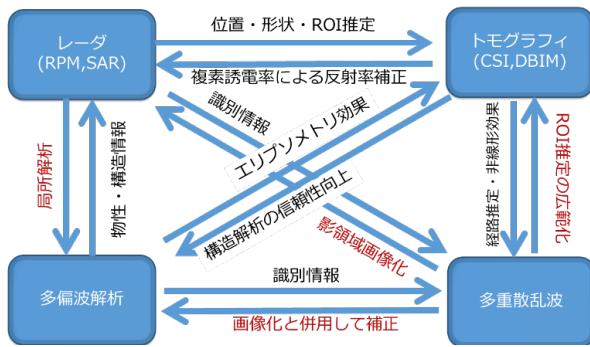 レーダ
(RPM,SAR)
位置・形状・ROI推定
複素誘電率による反射率補正
トモグラフィ
(CSI,DBIM)
識別情報
エリプソメトリ効果
局所解析
物性・構造情報
構造解析の信頼性向上
影領域画像化
経路推定・非線形効果
ROI推定の広範化
多偏波解析
識別情報
画像化と併用して補正
多重散乱波